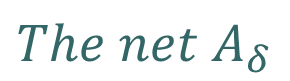 The net A_δ